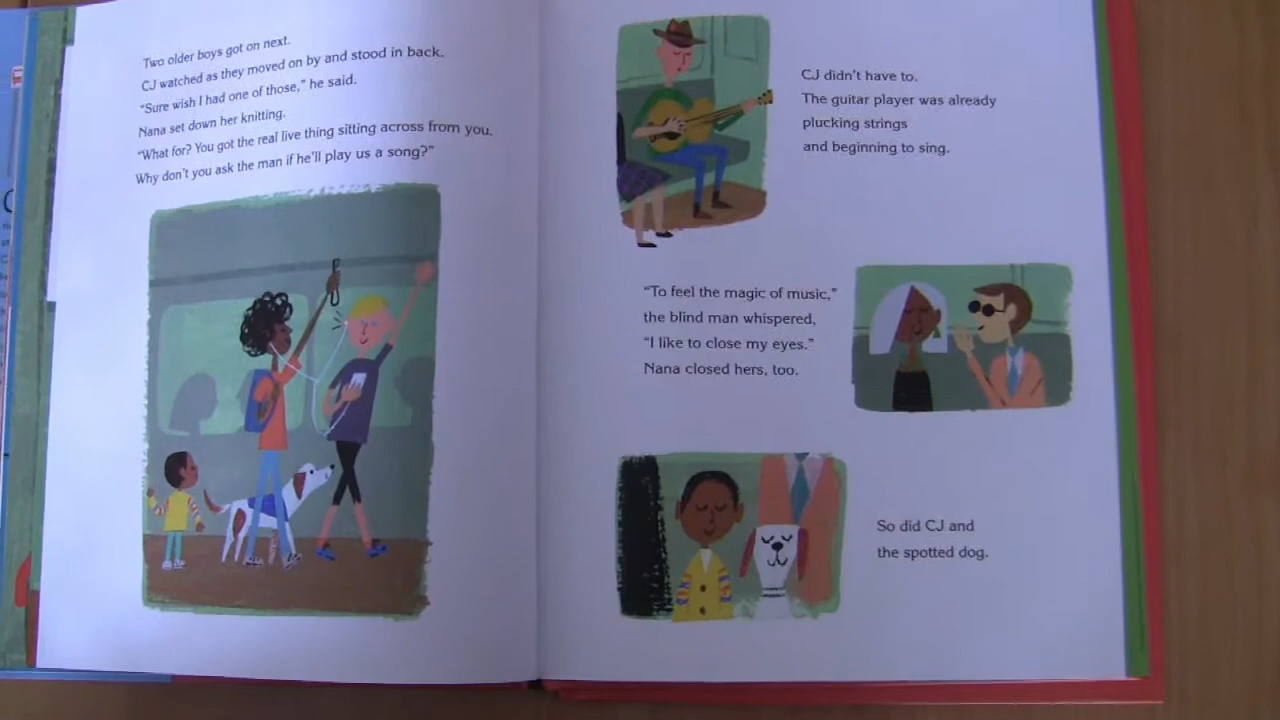 Two older boys got on next.
CJ watched as they moved on by and stood in back.
“Sure wish I had one of those,” he said.
Nana set down her knitting.
“What for? You got the real live thing sitting across from you.
Why don’t you ask the man if he’ll play us a song?”
CJ didn’t have to.
The guitar player was already
plucking strings
and beginning to sing.
“To feel the magic of music,”
the blind man whispered,
“I like to close my eyes.”
Nana closed hers, too.
So did CJ and
the spotted dog.